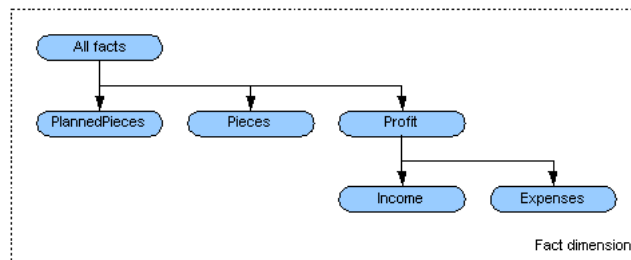 All facts
PlannedPieces
Pieces
Profit
Income
Expenses
Fact dimension